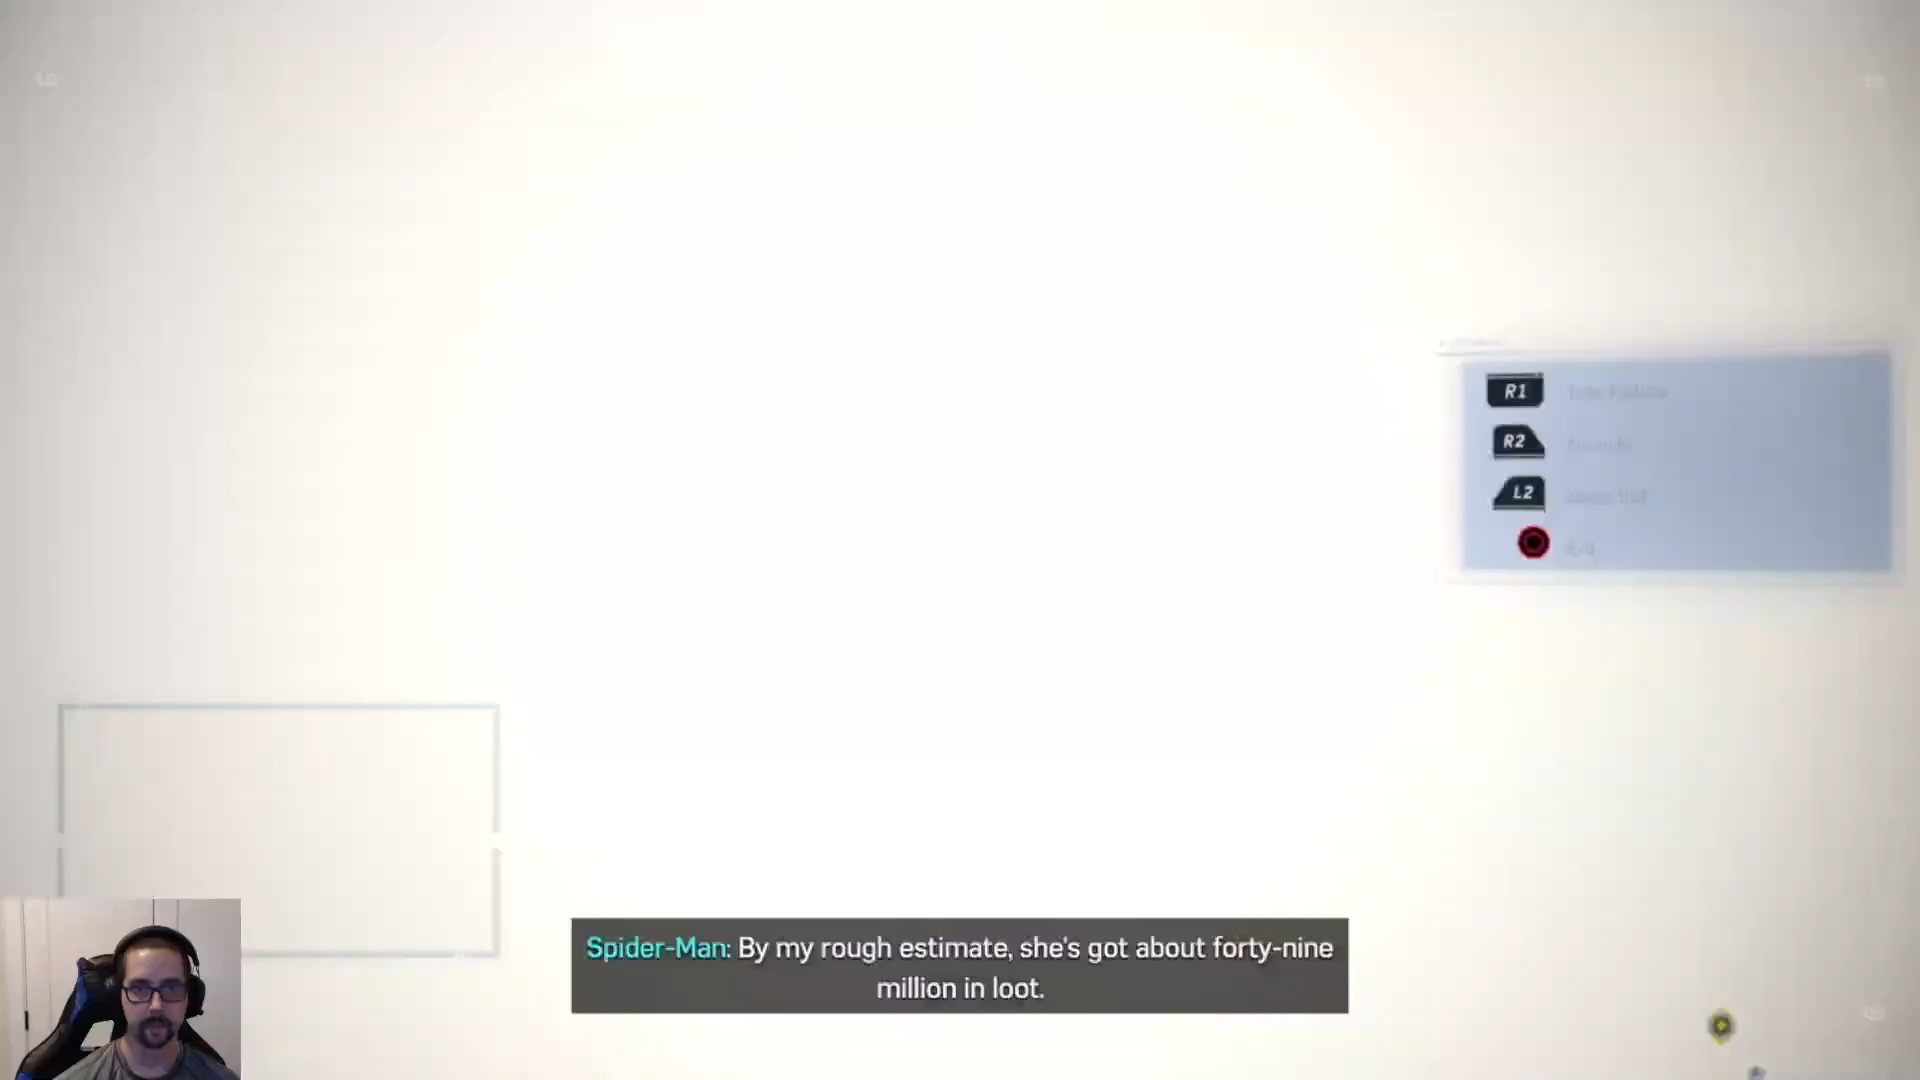 R1
R2
L2
Spider-Man: By my rough estimate, she's got about forty-nine
million in loot.